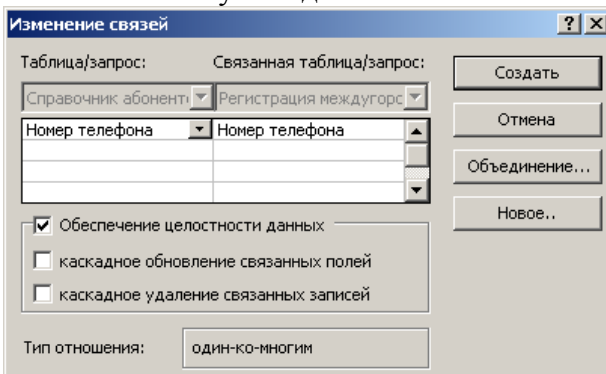 Изменение связей
Таблица/запрос: Связанная таблица/запрос:
Создать
Справочник абонент Регистрация междугорс
Номер телефона Номер телефона
Отмена
Объединение...
Новое..
Обеспечение целостности данных
каскадное обновление связанных полей
каскадное удаление связанных записей
Тип отношения: один-ко-многим